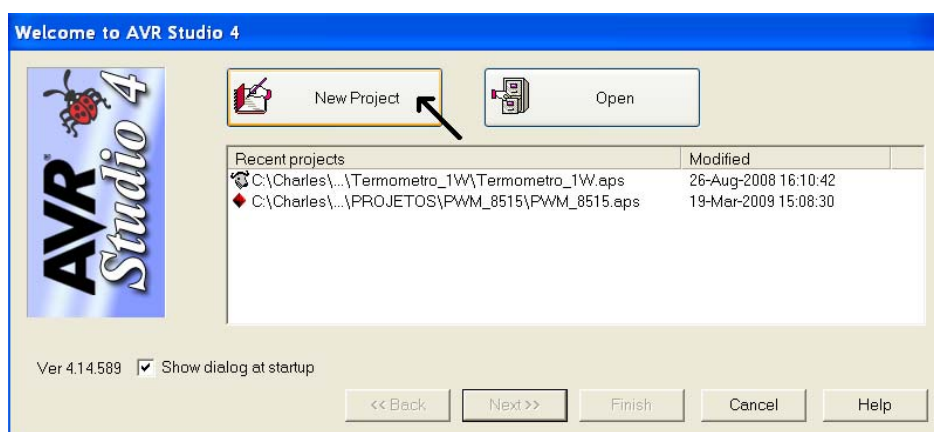 Welcome to AVR Studio 4
AVR Studio 4
New Project
Open
Recent projects Modified
C:\Charles\...\Termometro_1W\Termometro_1W.aps 26-Aug-2008 16:10:42
C:\Charles\...\PROJETOS\PWM_8515\PWM_8515.aps 19-Mar-2009 15:08:30
Ver 4.14.589 Show dialog at startup
<< Back Next >> Finish Cancel Help